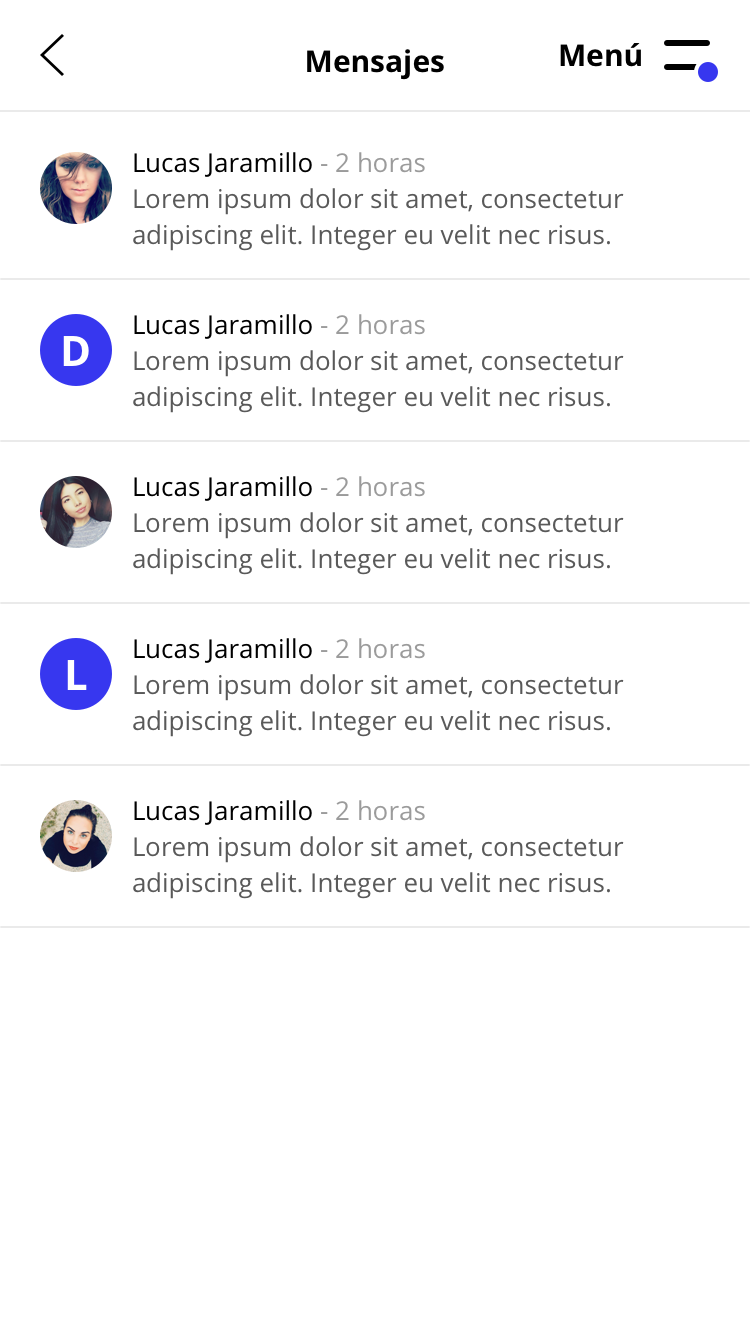 Mensajes
Menú
Lucas Jaramillo - 2 horas
Lorem ipsum dolor sit amet, consectetur
adipiscing elit. Integer eu velit nec risus.
D
Lucas Jaramillo - 2 horas
Lorem ipsum dolor sit amet, consectetur
adipiscing elit. Integer eu velit nec risus.
Lucas Jaramillo - 2 horas
Lorem ipsum dolor sit amet, consectetur
adipiscing elit. Integer eu velit nec risus.
L
Lucas Jaramillo - 2 horas
Lorem ipsum dolor sit amet, consectetur
adipiscing elit. Integer eu velit nec risus.
Lucas Jaramillo - 2 horas
Lorem ipsum dolor sit amet, consectetur
adipiscing elit. Integer eu velit nec risus.